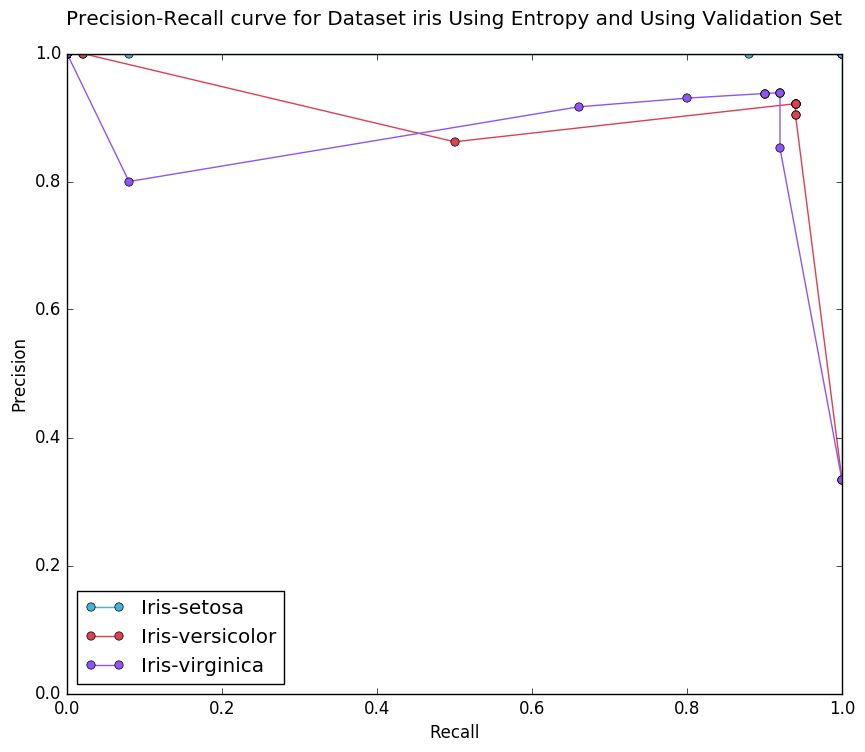 Precision-Recall curve for Dataset iris Using Entropy and Using Validation Set
1.0
0.8
0.6
0.4
0.2
0.0
Precision
Iris-setosa
Iris-versicolor
Iris-virginica
0.0 0.2 0.4 0.6 0.8 1.0
Recall